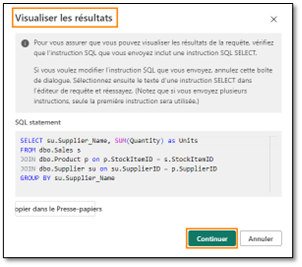 Visualiser les résultats
Pour vous assurer que vous pouvez visualiser les résultats de la requête, vérifiez
que l'instruction SQL que vous envoyez inclut une instruction SQL SELECT.
Si vous voulez modifier l'instruction SQL que vous envoyez, annulez cette boîte
de dialogue. Sélectionnez ensuite le texte d'une instruction SELECT dans
l'éditeur de requête et réessayez. (Notez que si vous envoyez plusieurs
instructions, seule la première instruction sera utilisée.)
SQL statement
SELECT su.Supplier_Name, SUM(Quantity) as Units
FROM dbo.Sales s
JOIN dbo.Product p on p.StockItemID = s.StockItemID
JOIN dbo.Supplier su on su.SupplierID = p.SupplierID
GROUP BY su.Supplier_Name
opier dans le Presse-papiers
Continuer
Annuler